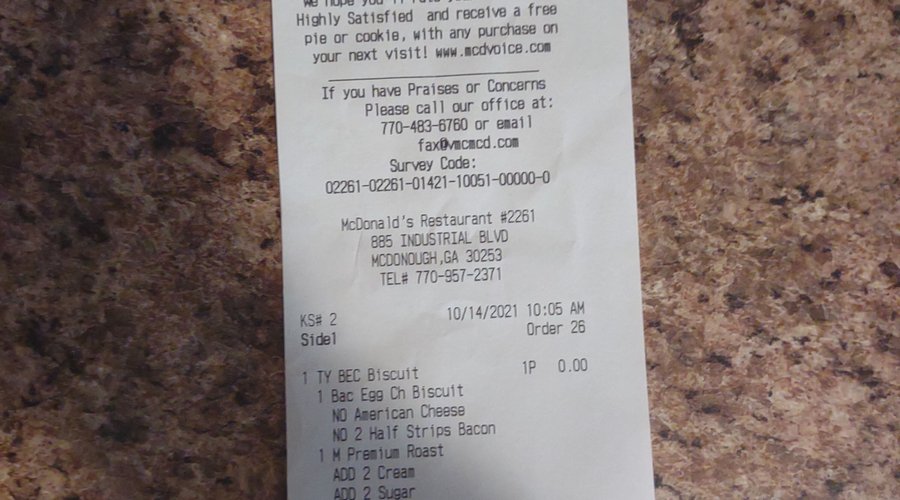 we hope you'll
Highly Satisfied and receive a free
pie or cookie, with any purchase on
your next visit! www.mcdvoice.com
If you have Praises or Concerns
Please call our office at:
770-483-6760 or email
fax@vmcmcd.com
Survey Code:
02261-02261-01421-10051-00000-0
McDonald's Restaurant #2261
885 INDUSTRIAL BLVD
MCDONOUGH,GA 30253
TEL# 770-957-2371
KS# 2 10/14/2021 10:05 AM
Side1 Order 26
1 TY BEC Biscuit 1P 0.00
1 Bac Egg Ch Biscuit
NO American Cheese
NO 2 Half Strips Bacon
1 M Premium Roast
ADD 2 Cream
ADD 2 Sugar